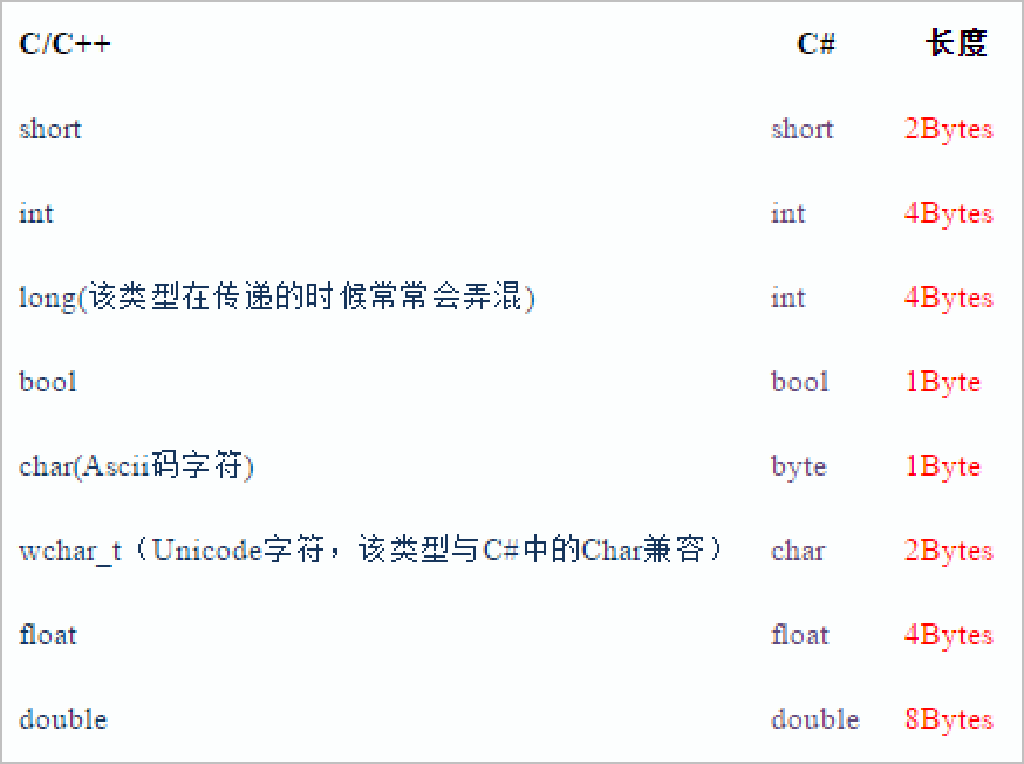 C/C++ C# 长度
short short 2Bytes
int int 4Bytes
long(该类型在传递的时候常常会弄混) int 4Bytes
bool bool 1Byte
char(Ascii码字符) byte 1Byte
wchar_t（Unicode字符，该类型与C#中的Char兼容） char 2Bytes
float float 4Bytes
double double 8Bytes